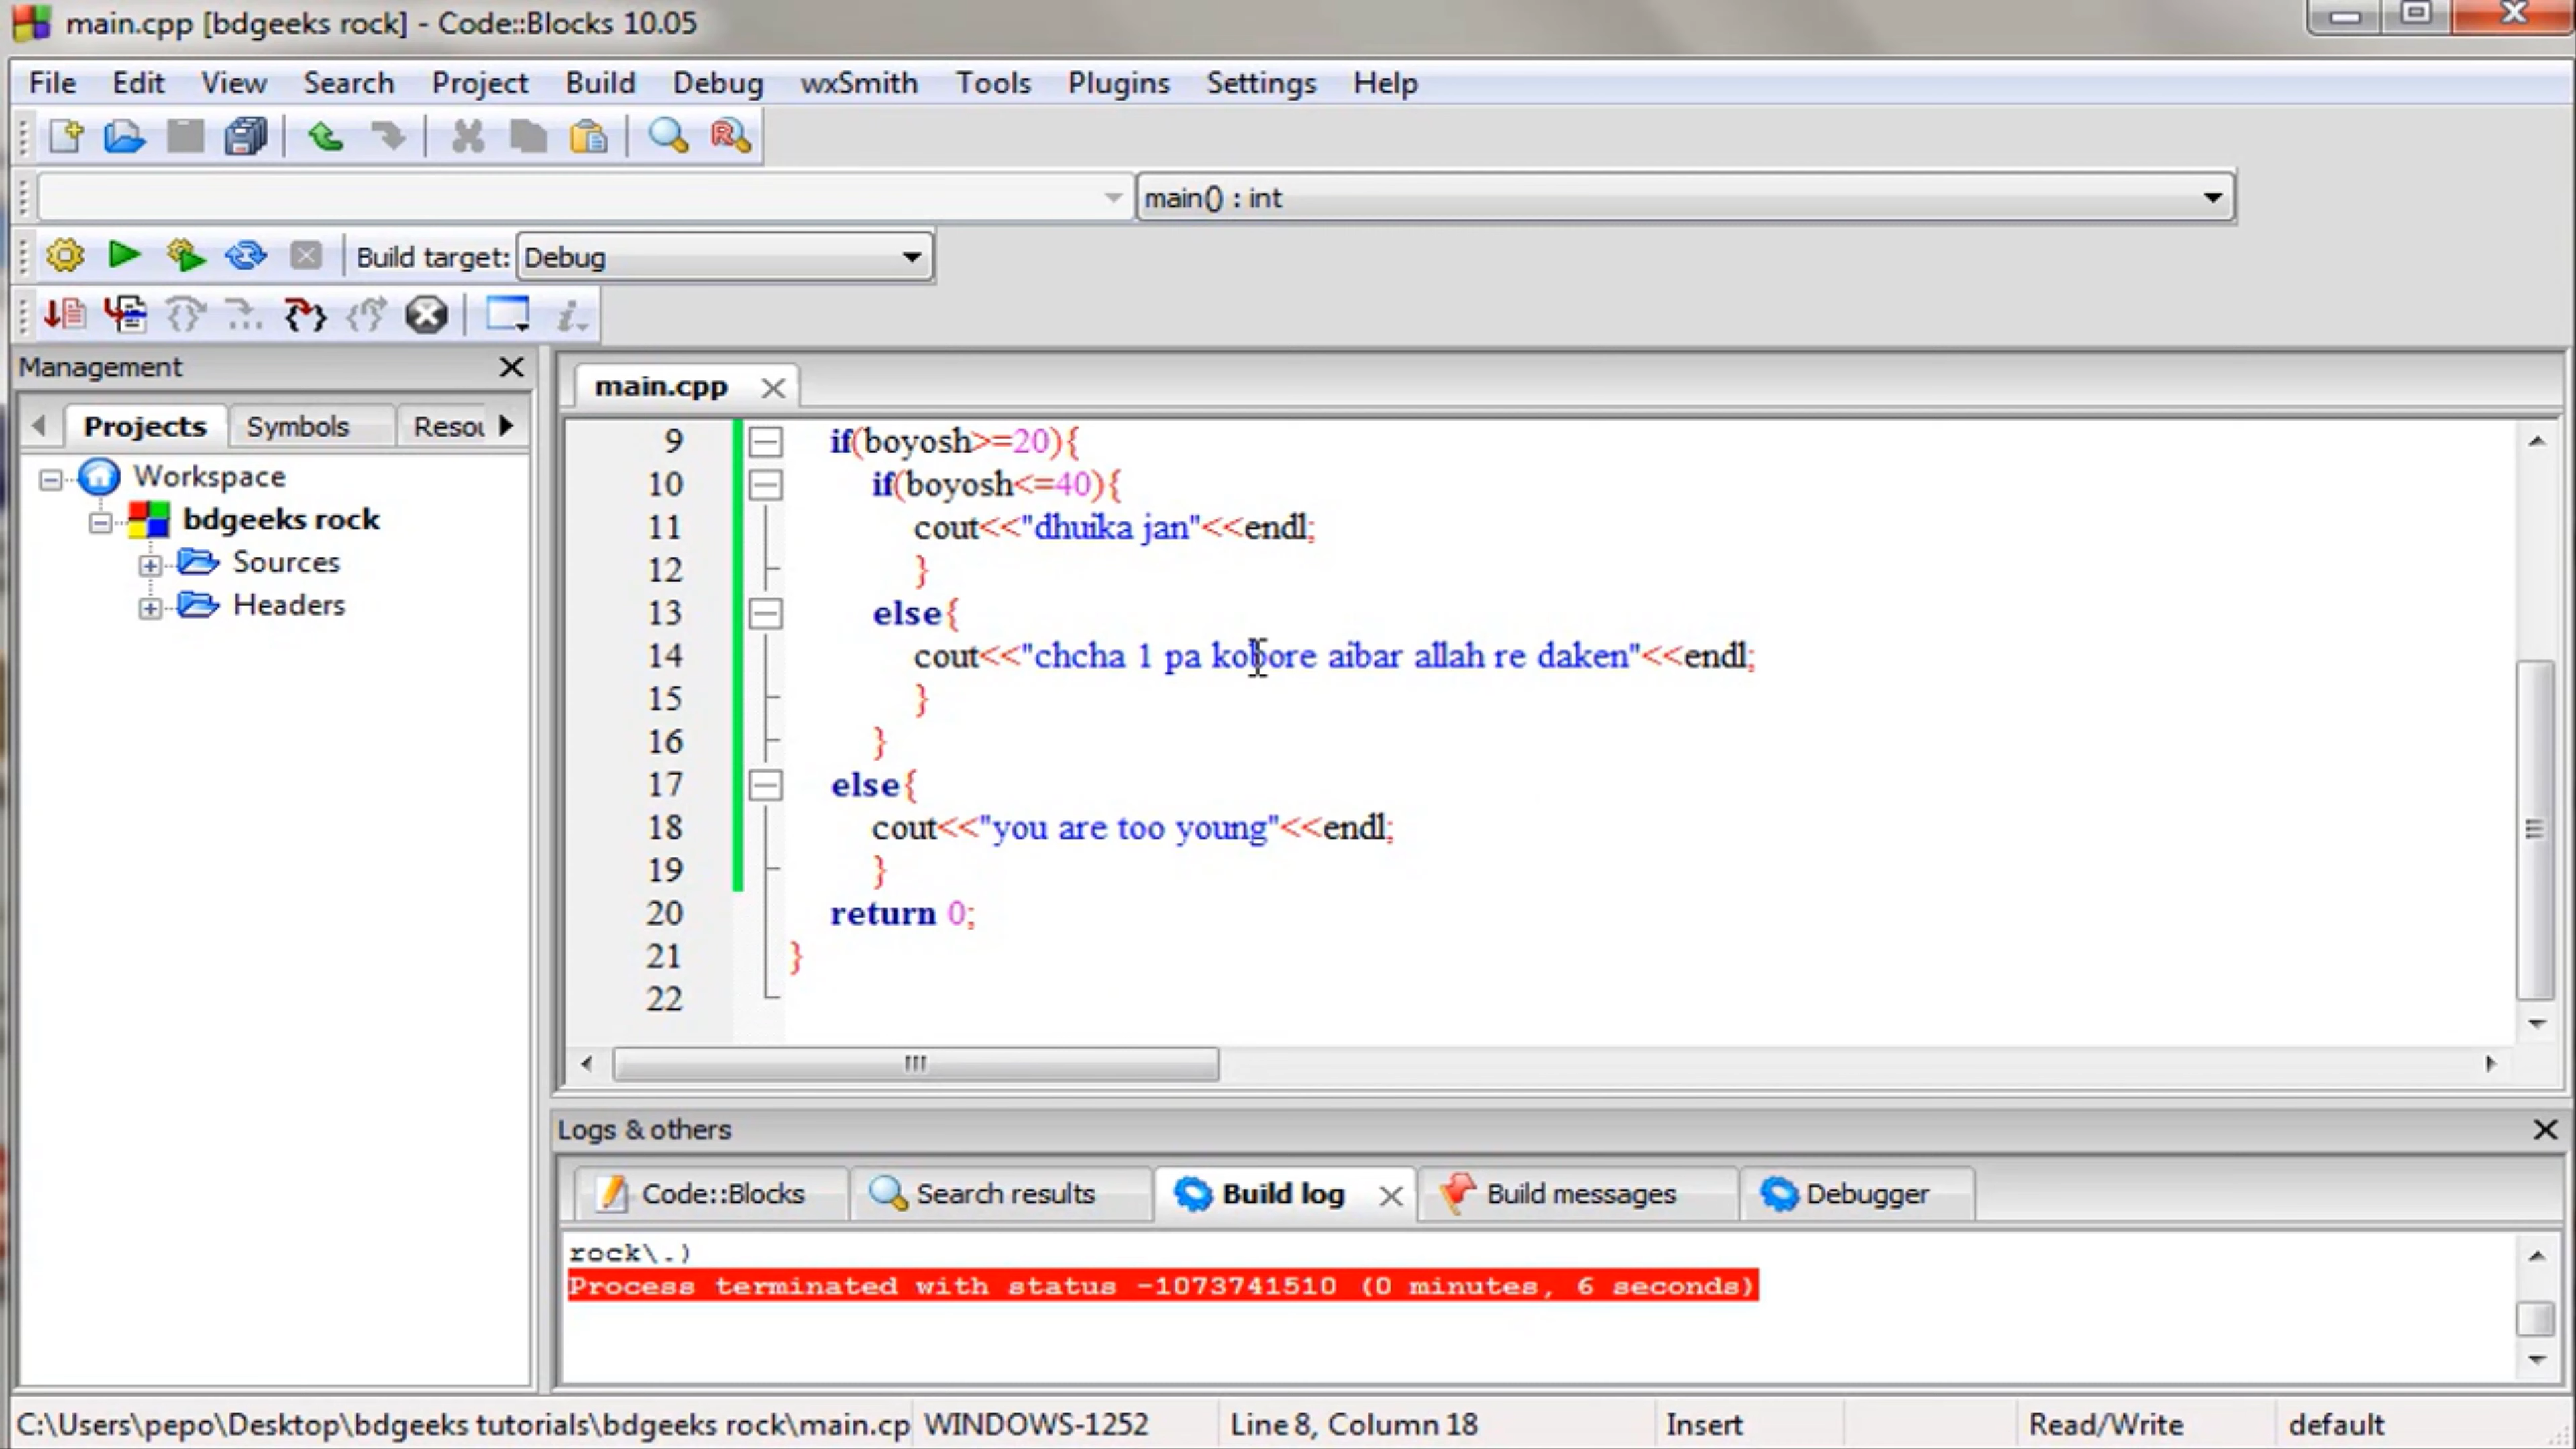 main.cpp [bdgeeks rock] - Code::Blocks 10.05
File Edit View Search Project Build Debug wxSmith Tools Plugins Settings Help
main() : int
Build target: Debug
Management
Projects Symbols
Workspace
bdgeeks rock
Sources
Headers
main.cpp
9 if(boyosh>=20){
10 if(boyosh<=40){
11 cout<<"dhuika jan"<<endl;
12 }
13 else{
14 cout<<"chcha 1 pa kobore aibar allah re daken"<<endl;
15 }
16 }
17 else{
18 cout<<"you are too young"<<endl;
19 }
20 return 0;
21 }
22
Logs & others
Code::Blocks Search results Build log Build messages Debugger
rock\.)
Process terminated with status -1073741510 (0 minutes, 6 seconds)
C:\Users\pepo\Desktop\bdgeeks tutorials\bdgeeks rock\main.cp WINDOWS-1252 Line 8, Column 18 Insert Read/Write default